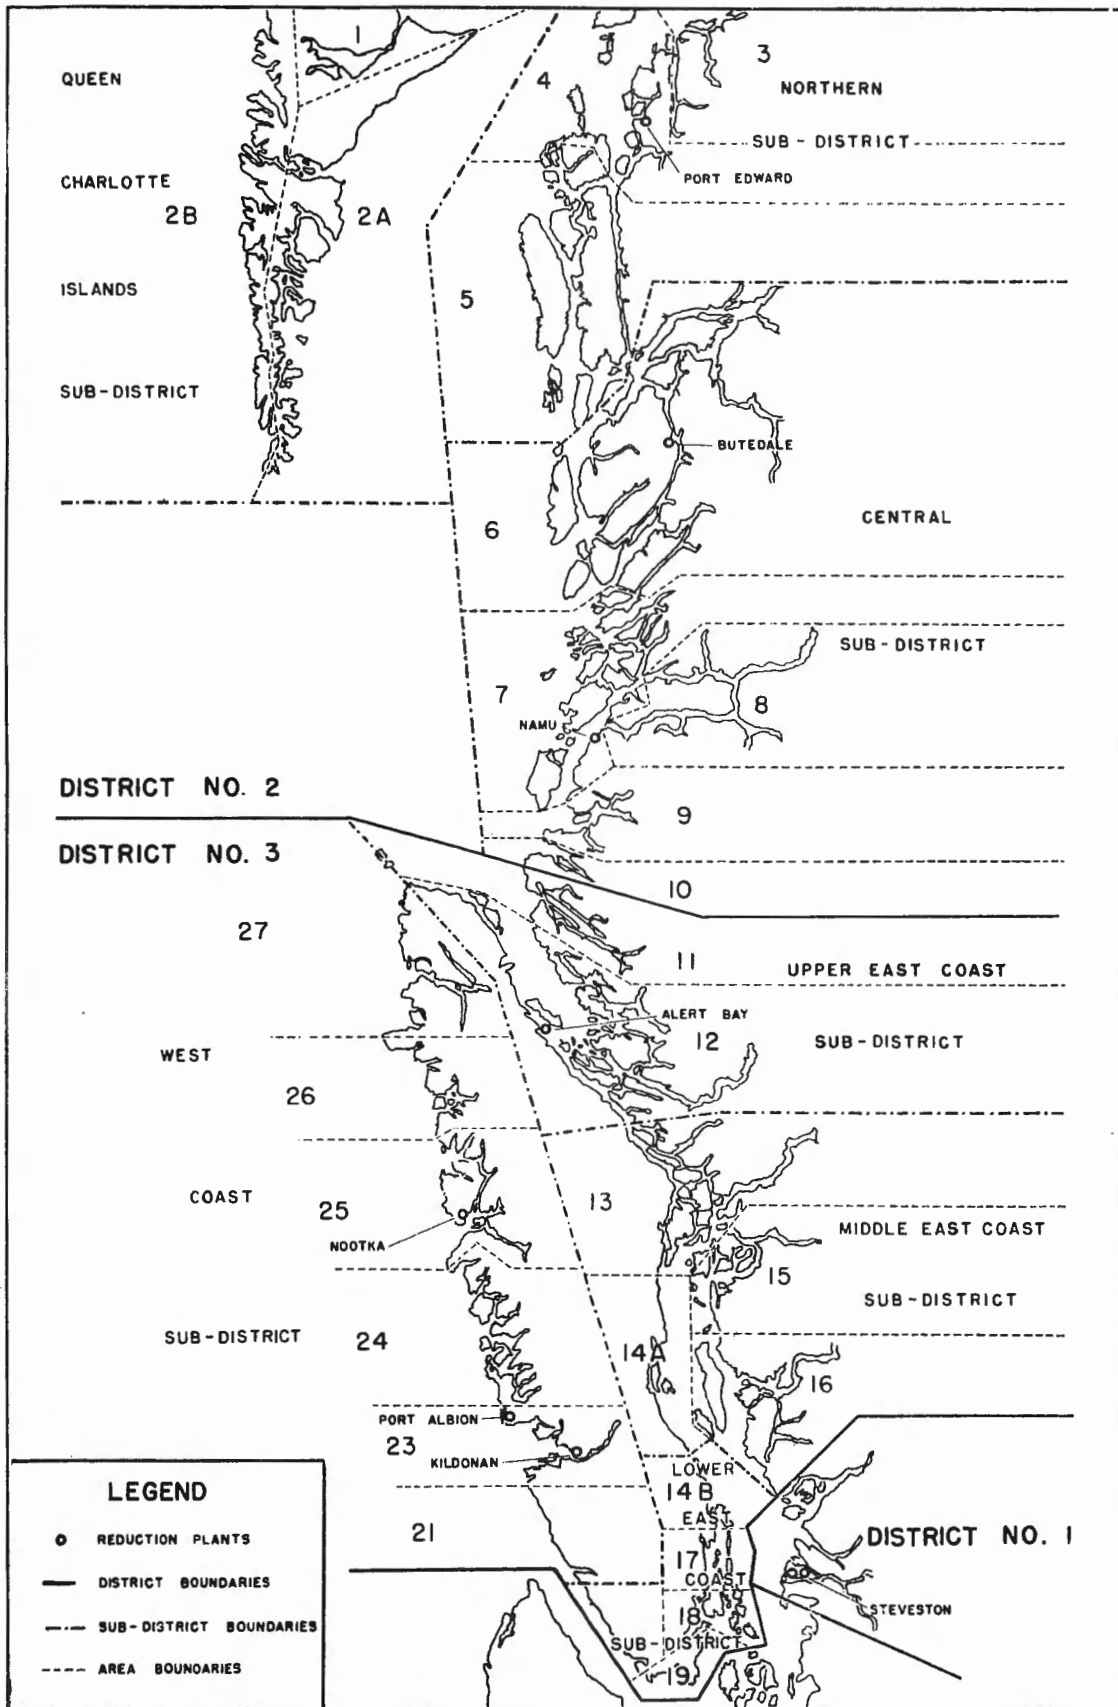 1
3
QUEEN
4
NORTHERN
SUB-DISTRICT
PORT EDWARD
CHARLOTTE
2B
2A
ISLANDS
5
SUB-DISTRICT
BUTEDALE
6
CENTRAL
SUB-DISTRICT
7
8
NAMU
DISTRICT NO. 2
9
DISTRICT NO. 3
10
27
11
UPPER EAST COAST
ALERT BAY
12
SUB-DISTRICT
WEST
26
COAST
13
25
NOOTKA
MIDDLE EAST COAST
15
SUB-DISTRICT
SUB-DISTRICT
24
14A
16
PORT ALBION
23
KILDONAN
LOWER
14B
EAST
21
DISTRICT NO. 1
17
COAST
STEVESTON
18
SUB-DISTRICT
19
LEGEND
REDUCTION PLANTS
DISTRICT BOUNDARIES
SUB-DISTRICT BOUNDARIES
AREA BOUNDARIES